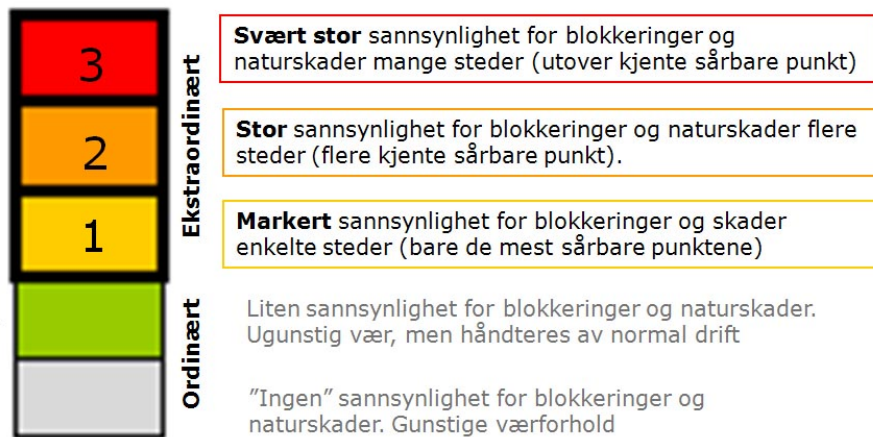 3
Svært stor sannsynlighet for blokkeringer og
naturskader mange steder (utover kjente sårbare punkt)
2
Stor sannsynlighet for blokkeringer og naturskader flere
steder (flere kjente sårbare punkt).
1
Markert sannsynlighet for blokkeringer og skader
enkelte steder (bare de mest sårbare punktene)
Ekstraordinært
Liten sannsynlighet for blokkeringer og naturskader.
Ugunstig vær, men håndteres av normal drift
”Ingen” sannsynlighet for blokkeringer og
naturskader. Gunstige værforhold
Ordinært